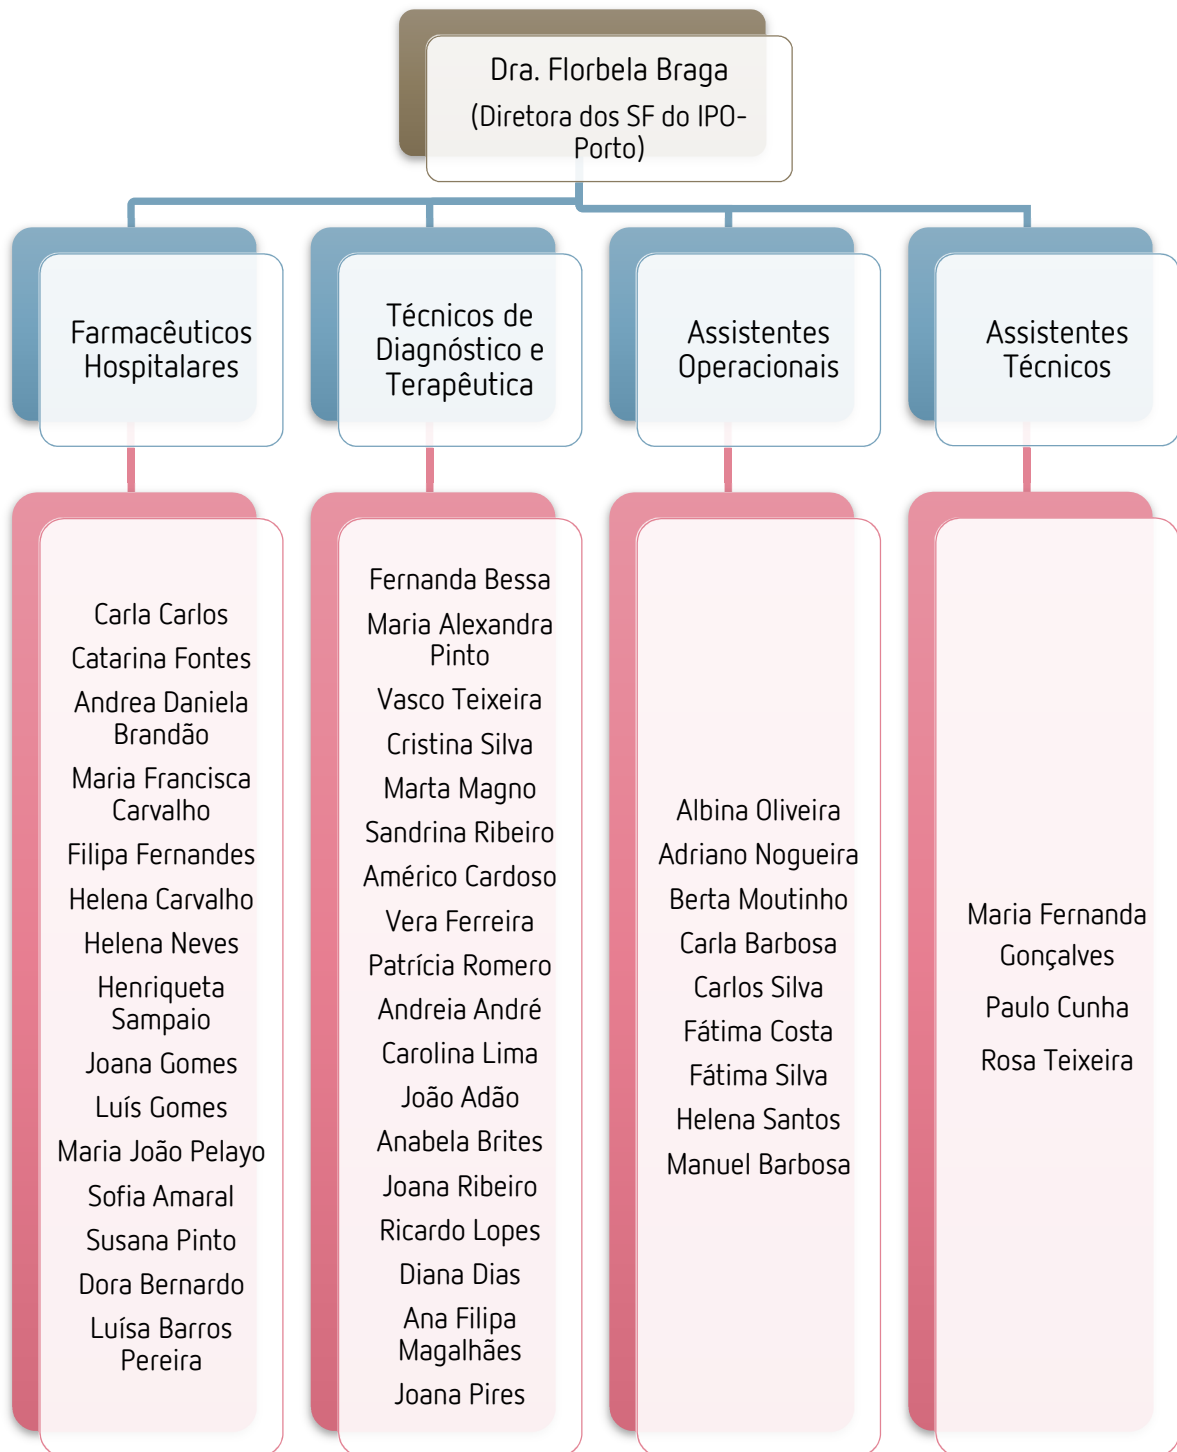 Dra. Florbela Braga
(Diretora dos SF do IPO-
Porto)
Farmacêuticos
Hospitalares
Técnicos de
Diagnóstico e
Terapêutica
Assistentes
Operacionais
Assistentes
Técnicos
Carla Carlos
Catarina Fontes
Andrea Daniela
Brandão
Maria Francisca
Carvalho
Filipa Fernandes
Helena Carvalho
Helena Neves
Henriqueta
Sampaio
Joana Gomes
Luís Gomes
Maria João Pelayo
Sofia Amaral
Susana Pinto
Dora Bernardo
Luísa Barros
Pereira
Fernanda Bessa
Maria Alexandra
Pinto
Vasco Teixeira
Cristina Silva
Marta Magno
Sandrina Ribeiro
Américo Cardoso
Vera Ferreira
Patrícia Romero
Andreia André
Carolina Lima
João Adão
Anabela Brites
Joana Ribeiro
Ricardo Lopes
Diana Dias
Ana Filipa
Magalhães
Joana Pires
Albina Oliveira
Adriano Nogueira
Berta Moutinho
Carla Barbosa
Carlos Silva
Fátima Costa
Fátima Silva
Helena Santos
Manuel Barbosa
Maria Fernanda
Gonçalves
Paulo Cunha
Rosa Teixeira